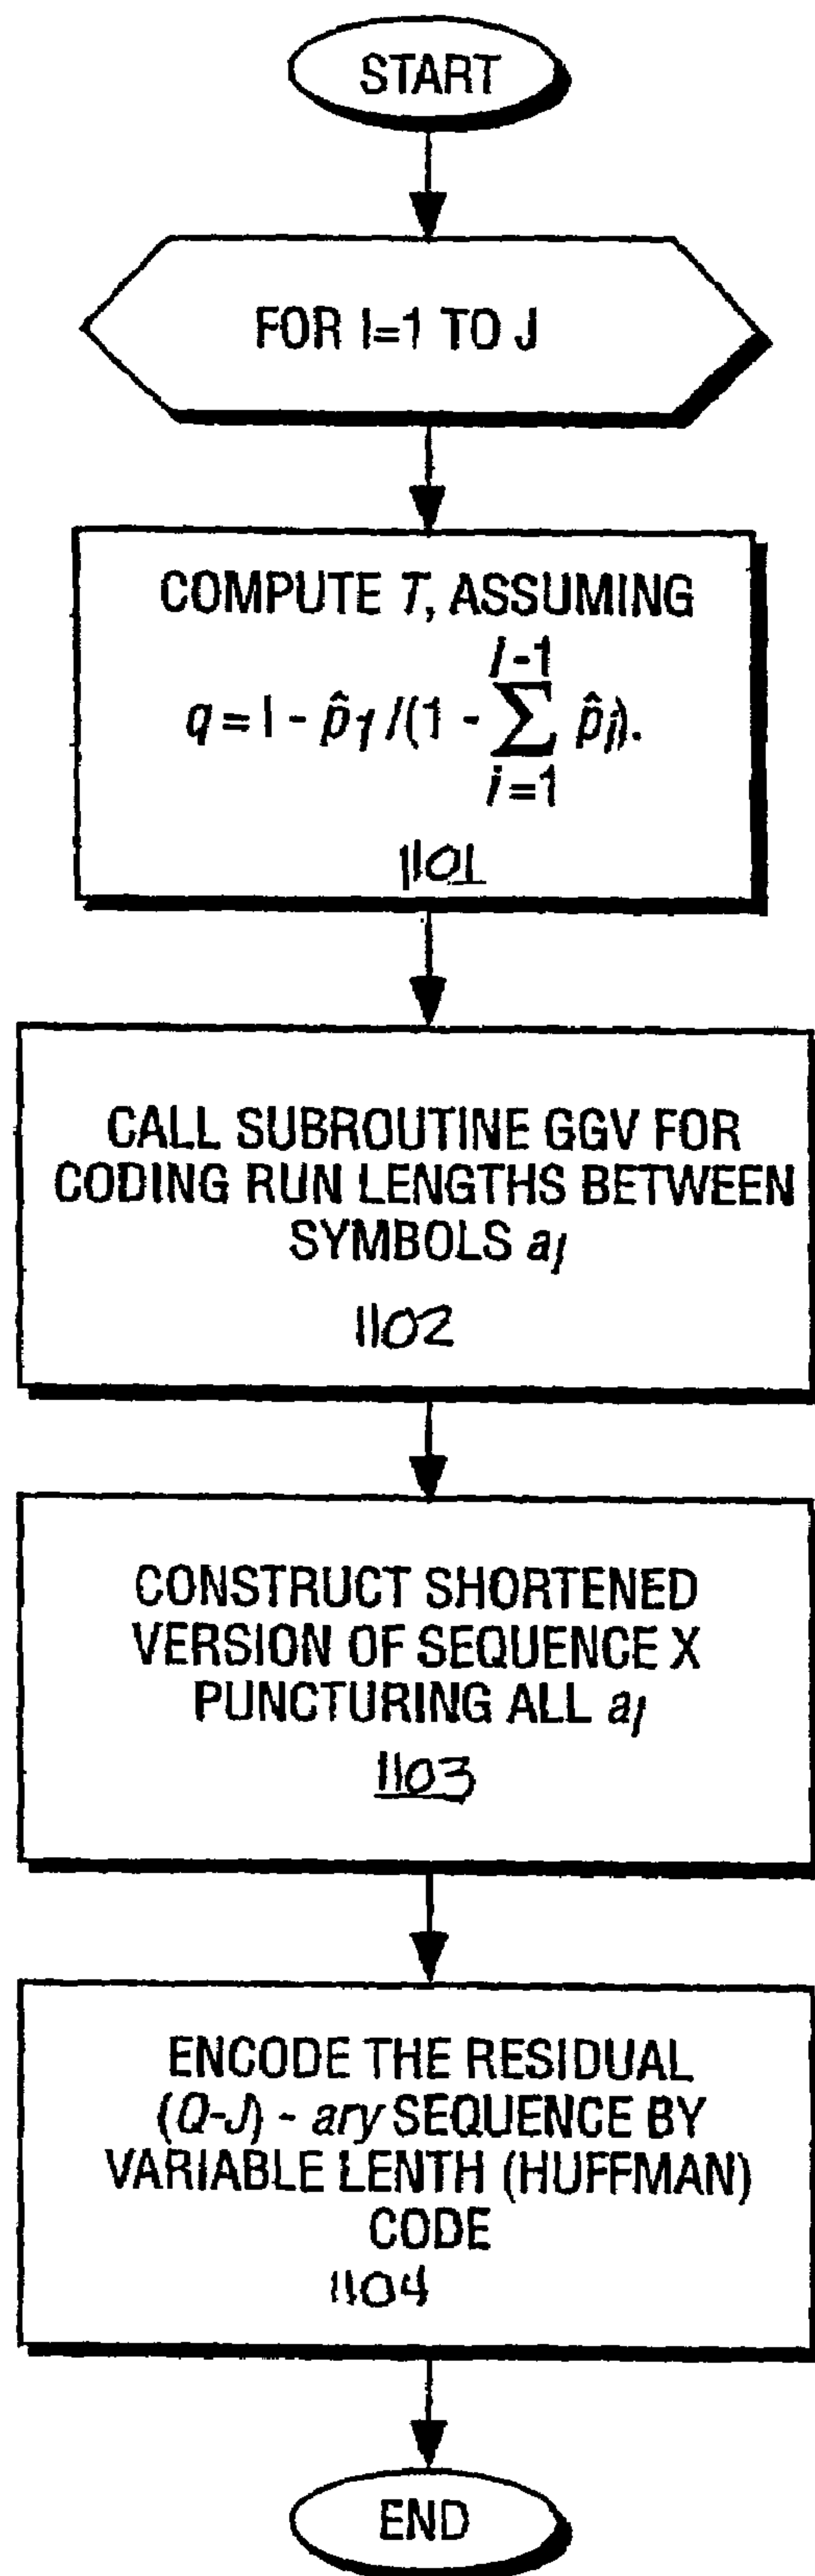 START
FOR I=1 TO J
COMPUTE T, ASSUMING
I-1
q = I - p̂1 /(1 - ∑ p̂i).
i=1
1101
CALL SUBROUTINE GGV FOR
CODING RUN LENGTHS BETWEEN
SYMBOLS aI
1102
CONSTRUCT SHORTENED
VERSION OF SEQUENCE X
PUNCTURING ALL aI
1103
ENCODE THE RESIDUAL
(Q-J) - ary SEQUENCE BY
VARIABLE LENTH (HUFFMAN)
CODE
1104
END